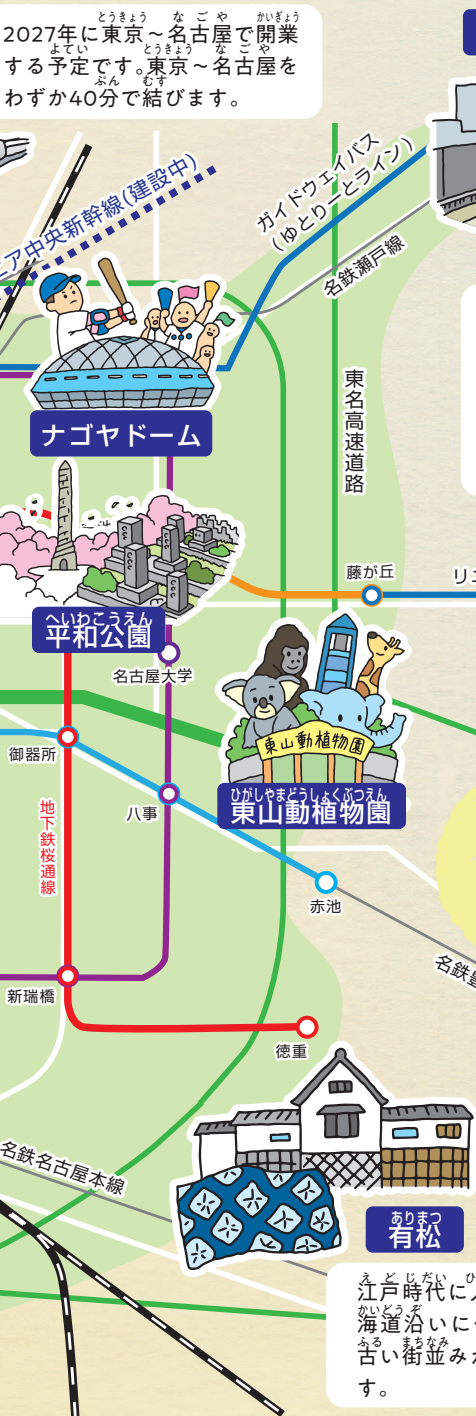 2027年に東京～名古屋で開業
する予定です。東京～名古屋を
わずか40分で結びます。
ア中央新幹線(建設中)
ガイドウェイバス
(ゆとりーとライン)
名鉄瀬戸線
東名高速道路
ナゴヤドーム
藤が丘
リニ
へいわこうえん
平和公園
名古屋大学
東山動植物園
ひがしやまどうしょくぶつえん
東山動植物園
御器所
地下鉄桜通線
八事
赤池
名鉄豊
新瑞橋
徳重
名鉄名古屋本線
ありまつ
有松
江戸時代に
海道沿いに
古い街並みが
す。